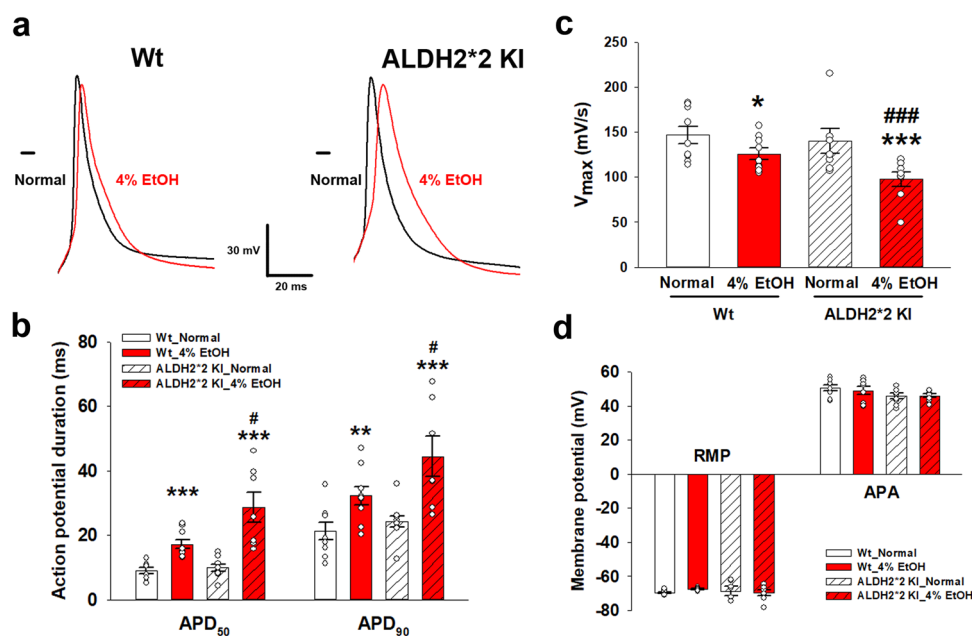 a
Wt
ALDH2*2 KI
Normal
4% EtOH
Normal
4% EtOH
30 mV
20 ms
b
Action potential duration (ms)
80
60
40
20
0
Wt_Normal
Wt_4% EtOH
ALDH2*2 KI_Normal
ALDH2*2 KI_4% EtOH
***
#
***
**
#
***
APD50
APD90
c
Vmax (mV/s)
250
200
150
100
50
0
*
###
***
Normal
4% EtOH
Normal
4% EtOH
Wt
ALDH2*2 KI
d
Membrane potential (mV)
80
60
40
20
0
-20
-40
-60
-80
RMP
APA
Wt_Normal
Wt_4% EtOH
ALDH2*2 KI_Normal
ALDH2*2 KI_4% EtOH